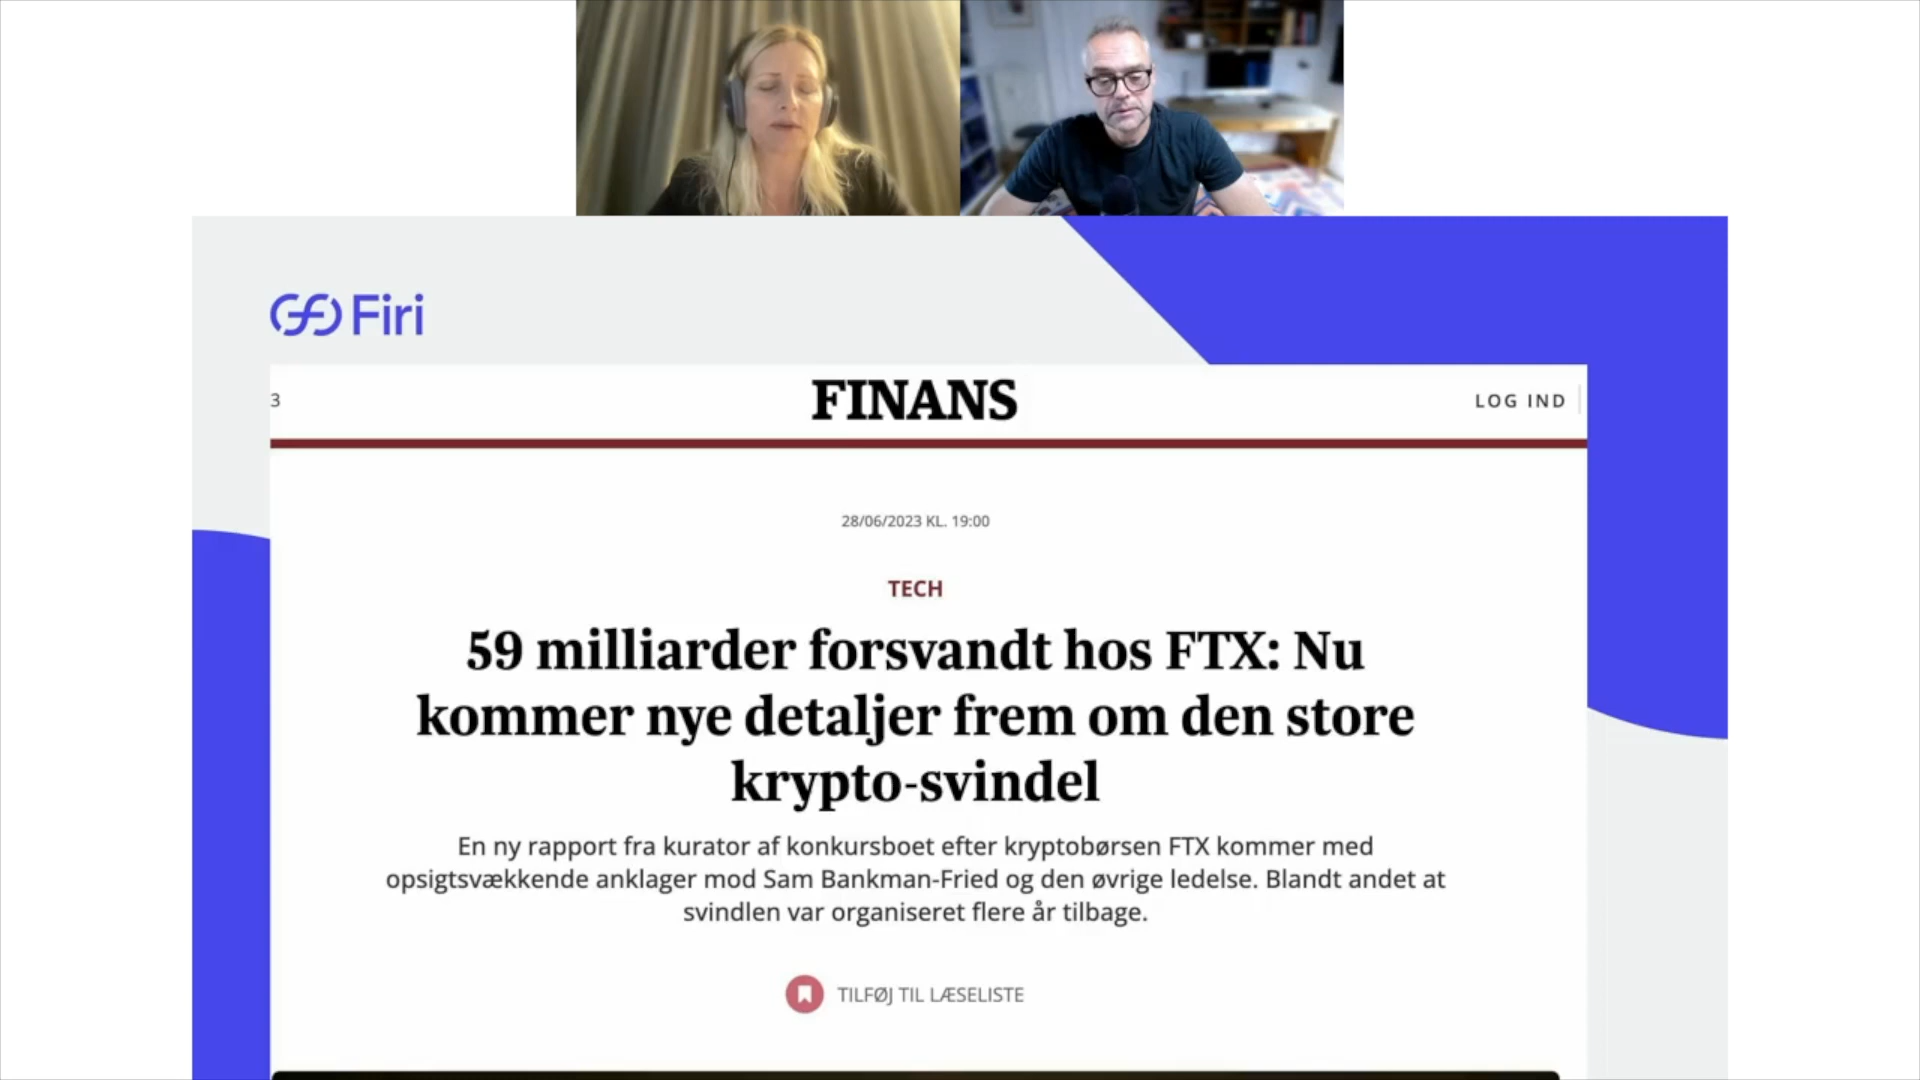 Firi
3
FINANS
LOG IND
28/06/2023 KL. 19:00
TECH
59 milliarder forsvandt hos FTX: Nu
kommer nye detaljer frem om den store
krypto-svindel
En ny rapport fra kurator af konkursboet efter kryptobørsen FTX kommer med
opsigtsvækkende anklager mod Sam Bankman-Fried og den øvrige ledelse. Blandt andet at
svindlen var organiseret flere år tilbage.
TILFØJ TIL LÆSELISTE